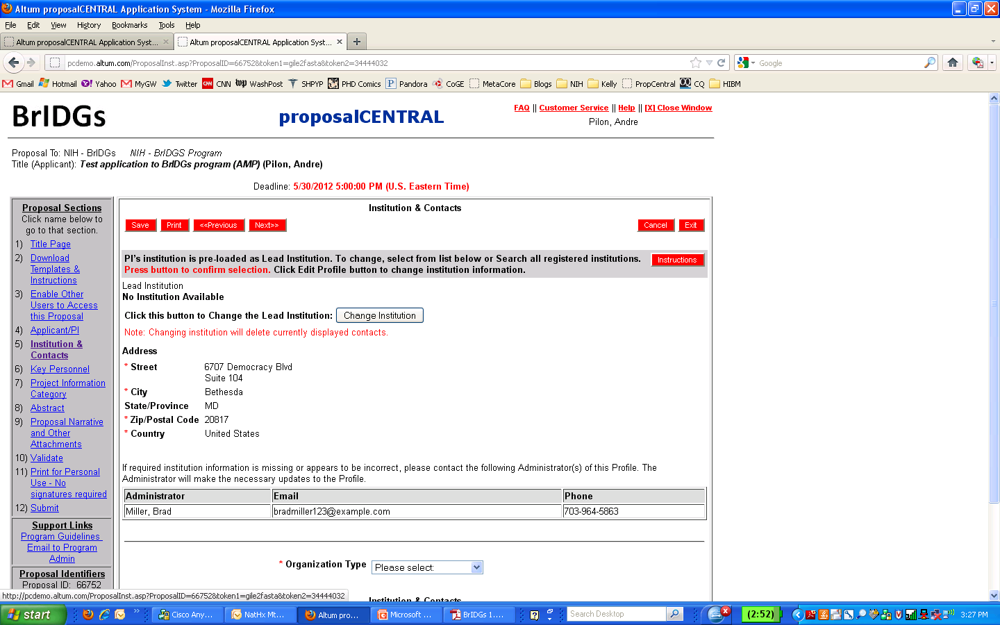 Altum proposalCENTRAL Application System - Mozilla Firefox
File Edit View History Bookmarks Tools Help
Altum proposalCENTRAL Application Syst... × Altum proposalCENTRAL Application Syst... × +
pcdemo.altum.com/ProposalInst.asp?ProposalID=66752&token1=gile2fasta&token2=34444032 Google
Gmail Hotmail Yahoo MyGW Twitter CNN WashPost SHPYP PHD Comics Pandora CoGE MetaCore Blogs NIH Kelly PropCentral CQ HIBM
BrIDGs proposalCENTRAL FAQ || Customer Service || Help || [X] Close Window
Pilon, Andre
Proposal To: NIH - BrIDGs NIH - BrIDGS Program
Title (Applicant): Test application to BrIDGs program (AMP) (Pilon, Andre)
Deadline: 5/30/2012 5:00:00 PM (U.S. Eastern Time)
Proposal Sections
Click name below to
go to that section.
1) Title Page
2) Download
Templates &
Instructions
3) Enable Other
Users to Access
this Proposal
4) Applicant/PI
5) Institution &
Contacts
6) Key Personnel
7) Project Information
Category
8) Abstract
9) Proposal Narrative
and Other
Attachments
10) Validate
11) Print for Personal
Use - No
signatures required
12) Submit
Support Links
Program Guidelines
Email to Program
Admin
Proposal Identifiers
Proposal ID: 66752
Institution & Contacts
Save Print <<Previous Next>> Cancel Exit
PI's institution is pre-loaded as Lead Institution. To change, select from list below or Search all registered institutions.
Press button to confirm selection. Click Edit Profile button to change institution information.
Instructions
Lead Institution
No Institution Available
Click this button to Change the Lead Institution: Change Institution
Note: Changing institution will delete currently displayed contacts.
Address
* Street 6707 Democracy Blvd
Suite 104
* City Bethesda
State/Province MD
* Zip/Postal Code 20817
* Country United States
If required institution information is missing or appears to be incorrect, please contact the following Administrator(s) of this Profile. The
Administrator will make the necessary updates to the Profile.
Administrator Email Phone
Miller, Brad bradmiller123@example.com 703-964-5863
* Organization Type Please select:
Institution & Contacts
http://pcdemo.altum.com/ProposalInst.asp?ProposalID=66752&token1=gile2fasta&token2=34444032
start Cisco Any... NatHx Mt... Altum pro... Microsoft ... BrIDGs 1.... Search Desktop (2:52) 3:27 PM